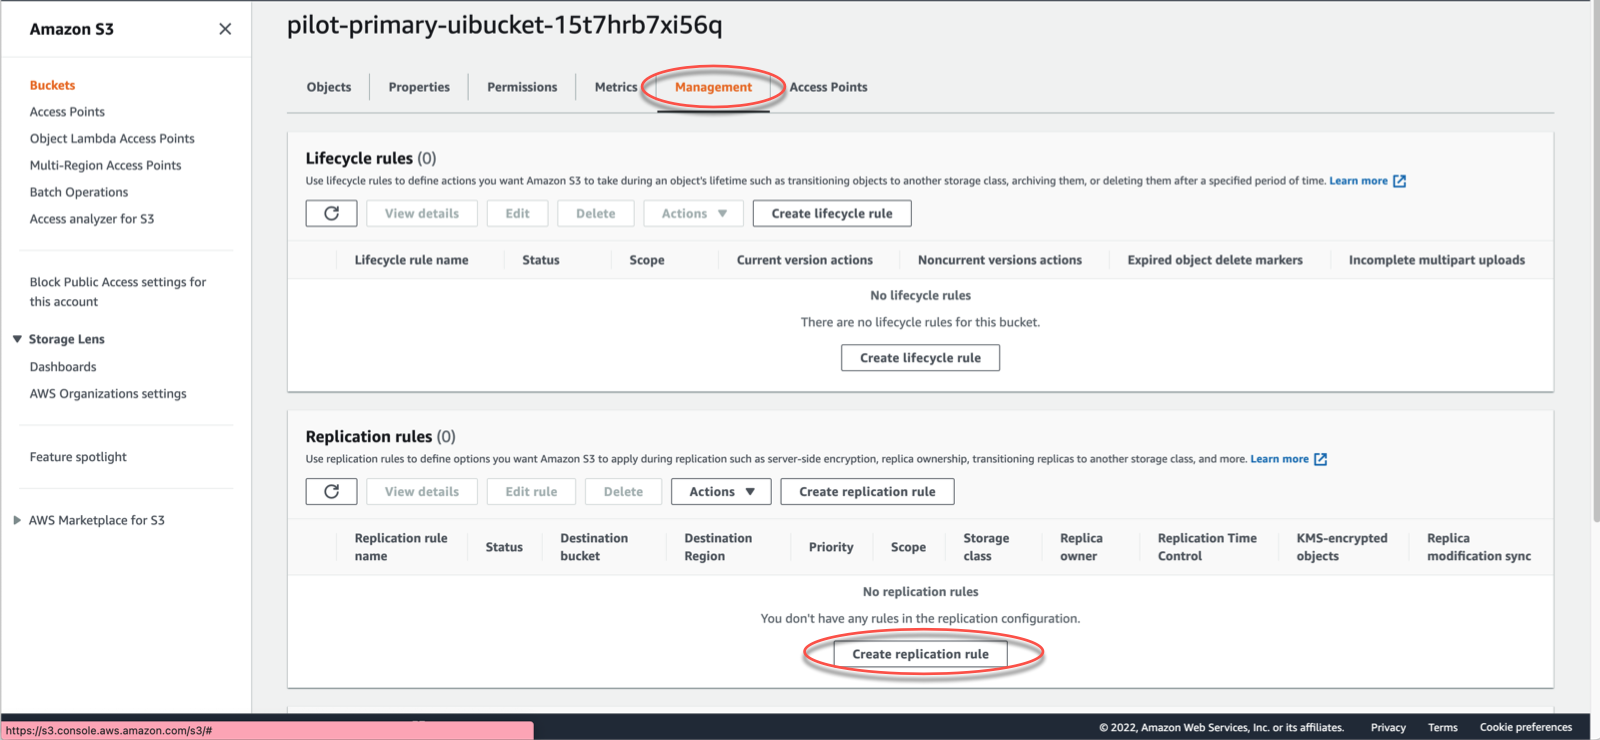 Amazon S3
pilot-primary-uibucket-15t7hrb7xi56q
Buckets
Access Points
Object Lambda Access Points
Multi-Region Access Points
Batch Operations
Access analyzer for S3
Block Public Access settings for
this account
Storage Lens
Dashboards
AWS Organizations settings
Feature spotlight
AWS Marketplace for S3
Objects Properties Permissions Metrics Management Access Points
Lifecycle rules (0)
Use lifecycle rules to define actions you want Amazon S3 to take during an object's lifetime such as transitioning objects to another storage class, archiving them, or deleting them after a specified period of time. Learn more
View details Edit Delete Actions Create lifecycle rule
Lifecycle rule name Status Scope Current version actions Noncurrent versions actions Expired object delete markers Incomplete multipart uploads
No lifecycle rules
There are no lifecycle rules for this bucket.
Create lifecycle rule
Replication rules (0)
Use replication rules to define options you want Amazon S3 to apply during replication such as server-side encryption, replica ownership, transitioning replicas to another storage class, and more. Learn more
View details Edit rule Delete Actions Create replication rule
Replication rule
name
Status
Destination
bucket
Destination
Region
Priority
Scope
Storage
class
Replica
owner
Replication Time
Control
KMS-encrypted
objects
Replica
modification sync
No replication rules
You don't have any rules in the replication configuration.
Create replication rule
https://s3.console.aws.amazon.com/s3/#
© 2022, Amazon Web Services, Inc. or its affiliates. Privacy Terms Cookie preferences